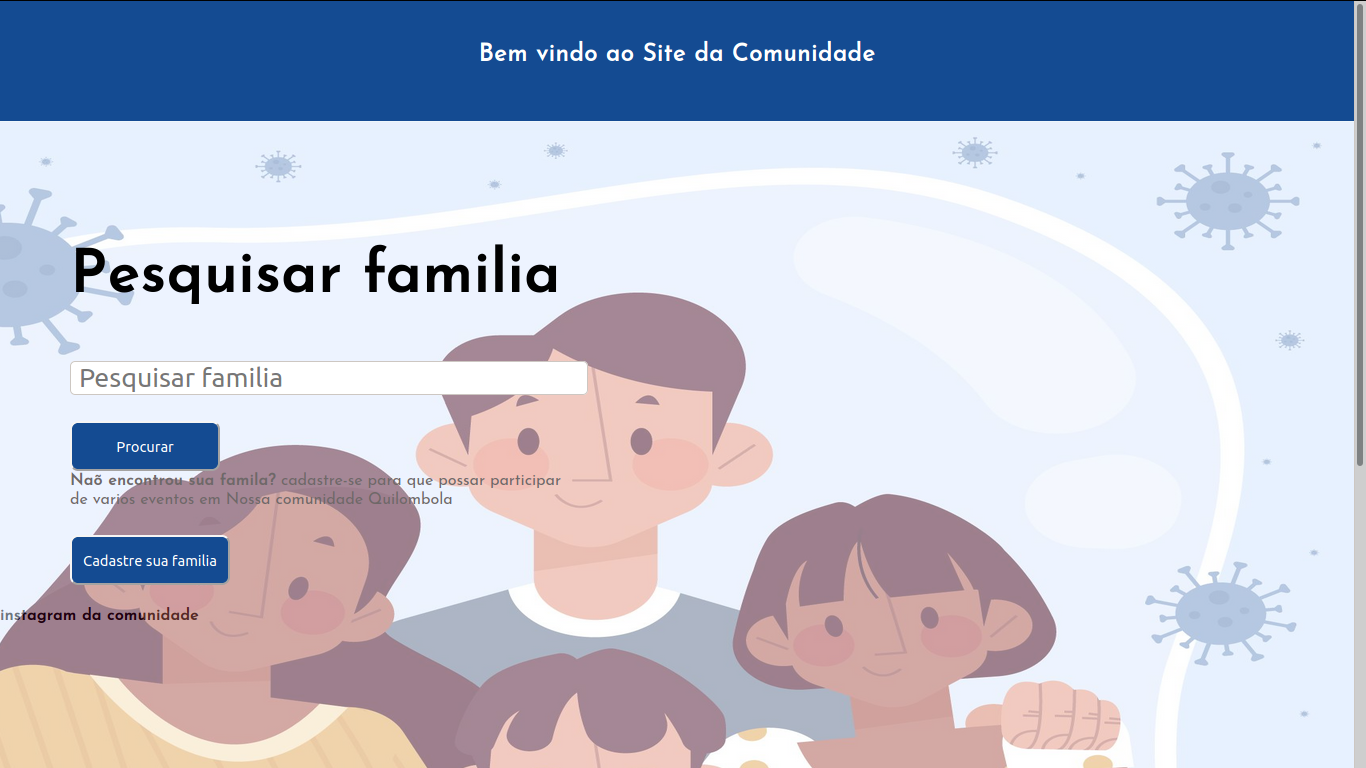 Bem vindo ao Site da Comunidade
Pesquisar familia
Pesquisar familia
Procurar
Naõ encontrou sua famila? cadastre-se para que possar participar
de varios eventos em Nossa comunidade Quilombola
Cadastre sua familia
instagram da comunidade